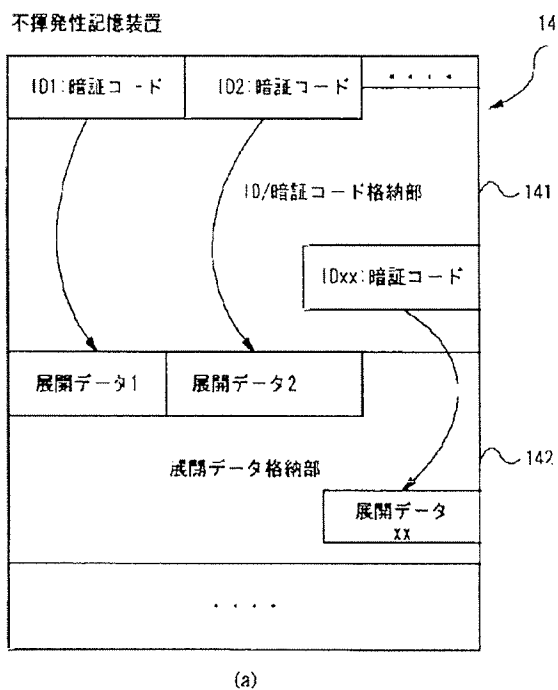 不揮発性記憶装置
14
ID1:暗証コード
ID2:暗証コード
・・・・
ID/暗証コード格納部
141
IDxx:暗証コード
展開データ1
展開データ2
展開データ格納部
142
展開データ
xx
・・・・
(a)